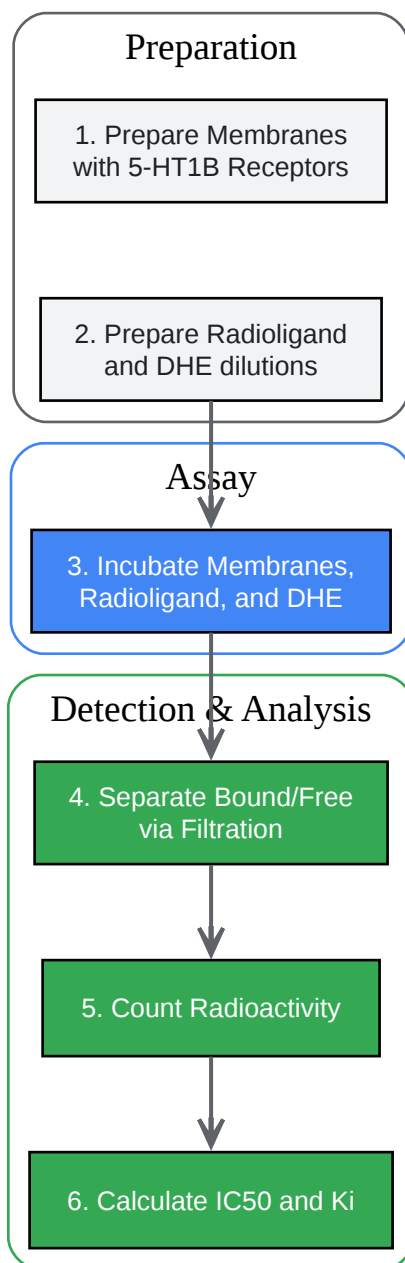 Preparation
1. Prepare Membranes
with 5-HT1B Receptors
2. Prepare Radioligand
and DHE dilutions
Assay
3. Incubate Membranes,
Radioligand, and DHE
Detection & Analysis
4. Separate Bound/Free
via Filtration
5. Count Radioactivity
6. Calculate IC50 and Ki